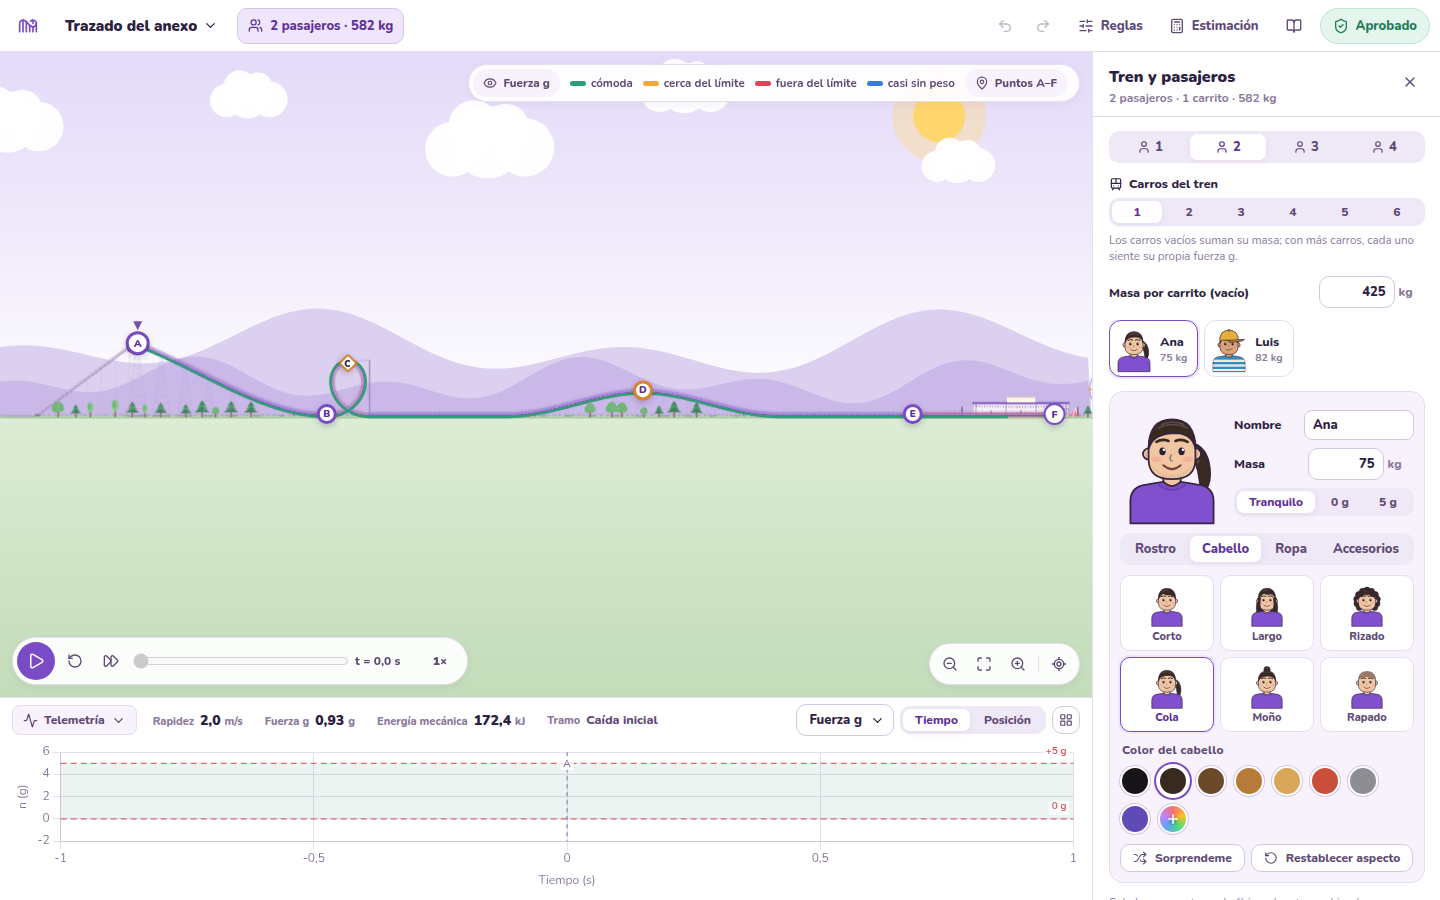 Trazado del anexo
2 pasajeros · 582 kg
Reglas
Estimación
Aprobado
Fuerza g
cómoda
cerca del límite
fuera del límite
casi sin peso
Puntos A–F
A
B
C
D
E
F
t = 0,0 s
1×
Telemetría
Rapidez 2,0 m/s
Fuerza g 0,93 g
Energía mecánica 172,4 kJ
Tramo Caída inicial
Fuerza g
Tiempo
Posición
+5 g
0 g
A
n (g)
6
4
2
0
-2
-1
-0,5
0
0,5
1
Tiempo (s)
Tren y pasajeros
2 pasajeros · 1 carrito · 582 kg
1
2
3
4
Carros del tren
1
2
3
4
5
6
Los carros vacíos suman su masa; con más carros, cada uno
siente su propia fuerza g.
Masa por carrito (vacío)
425 kg
Ana
75 kg
Luis
82 kg
Nombre
Ana
Masa
75 kg
Tranquilo
0 g
5 g
Rostro
Cabello
Ropa
Accesorios
Corto
Largo
Rizado
Cola
Moño
Rapado
Color del cabello
Sorprendeme
Restablecer aspecto